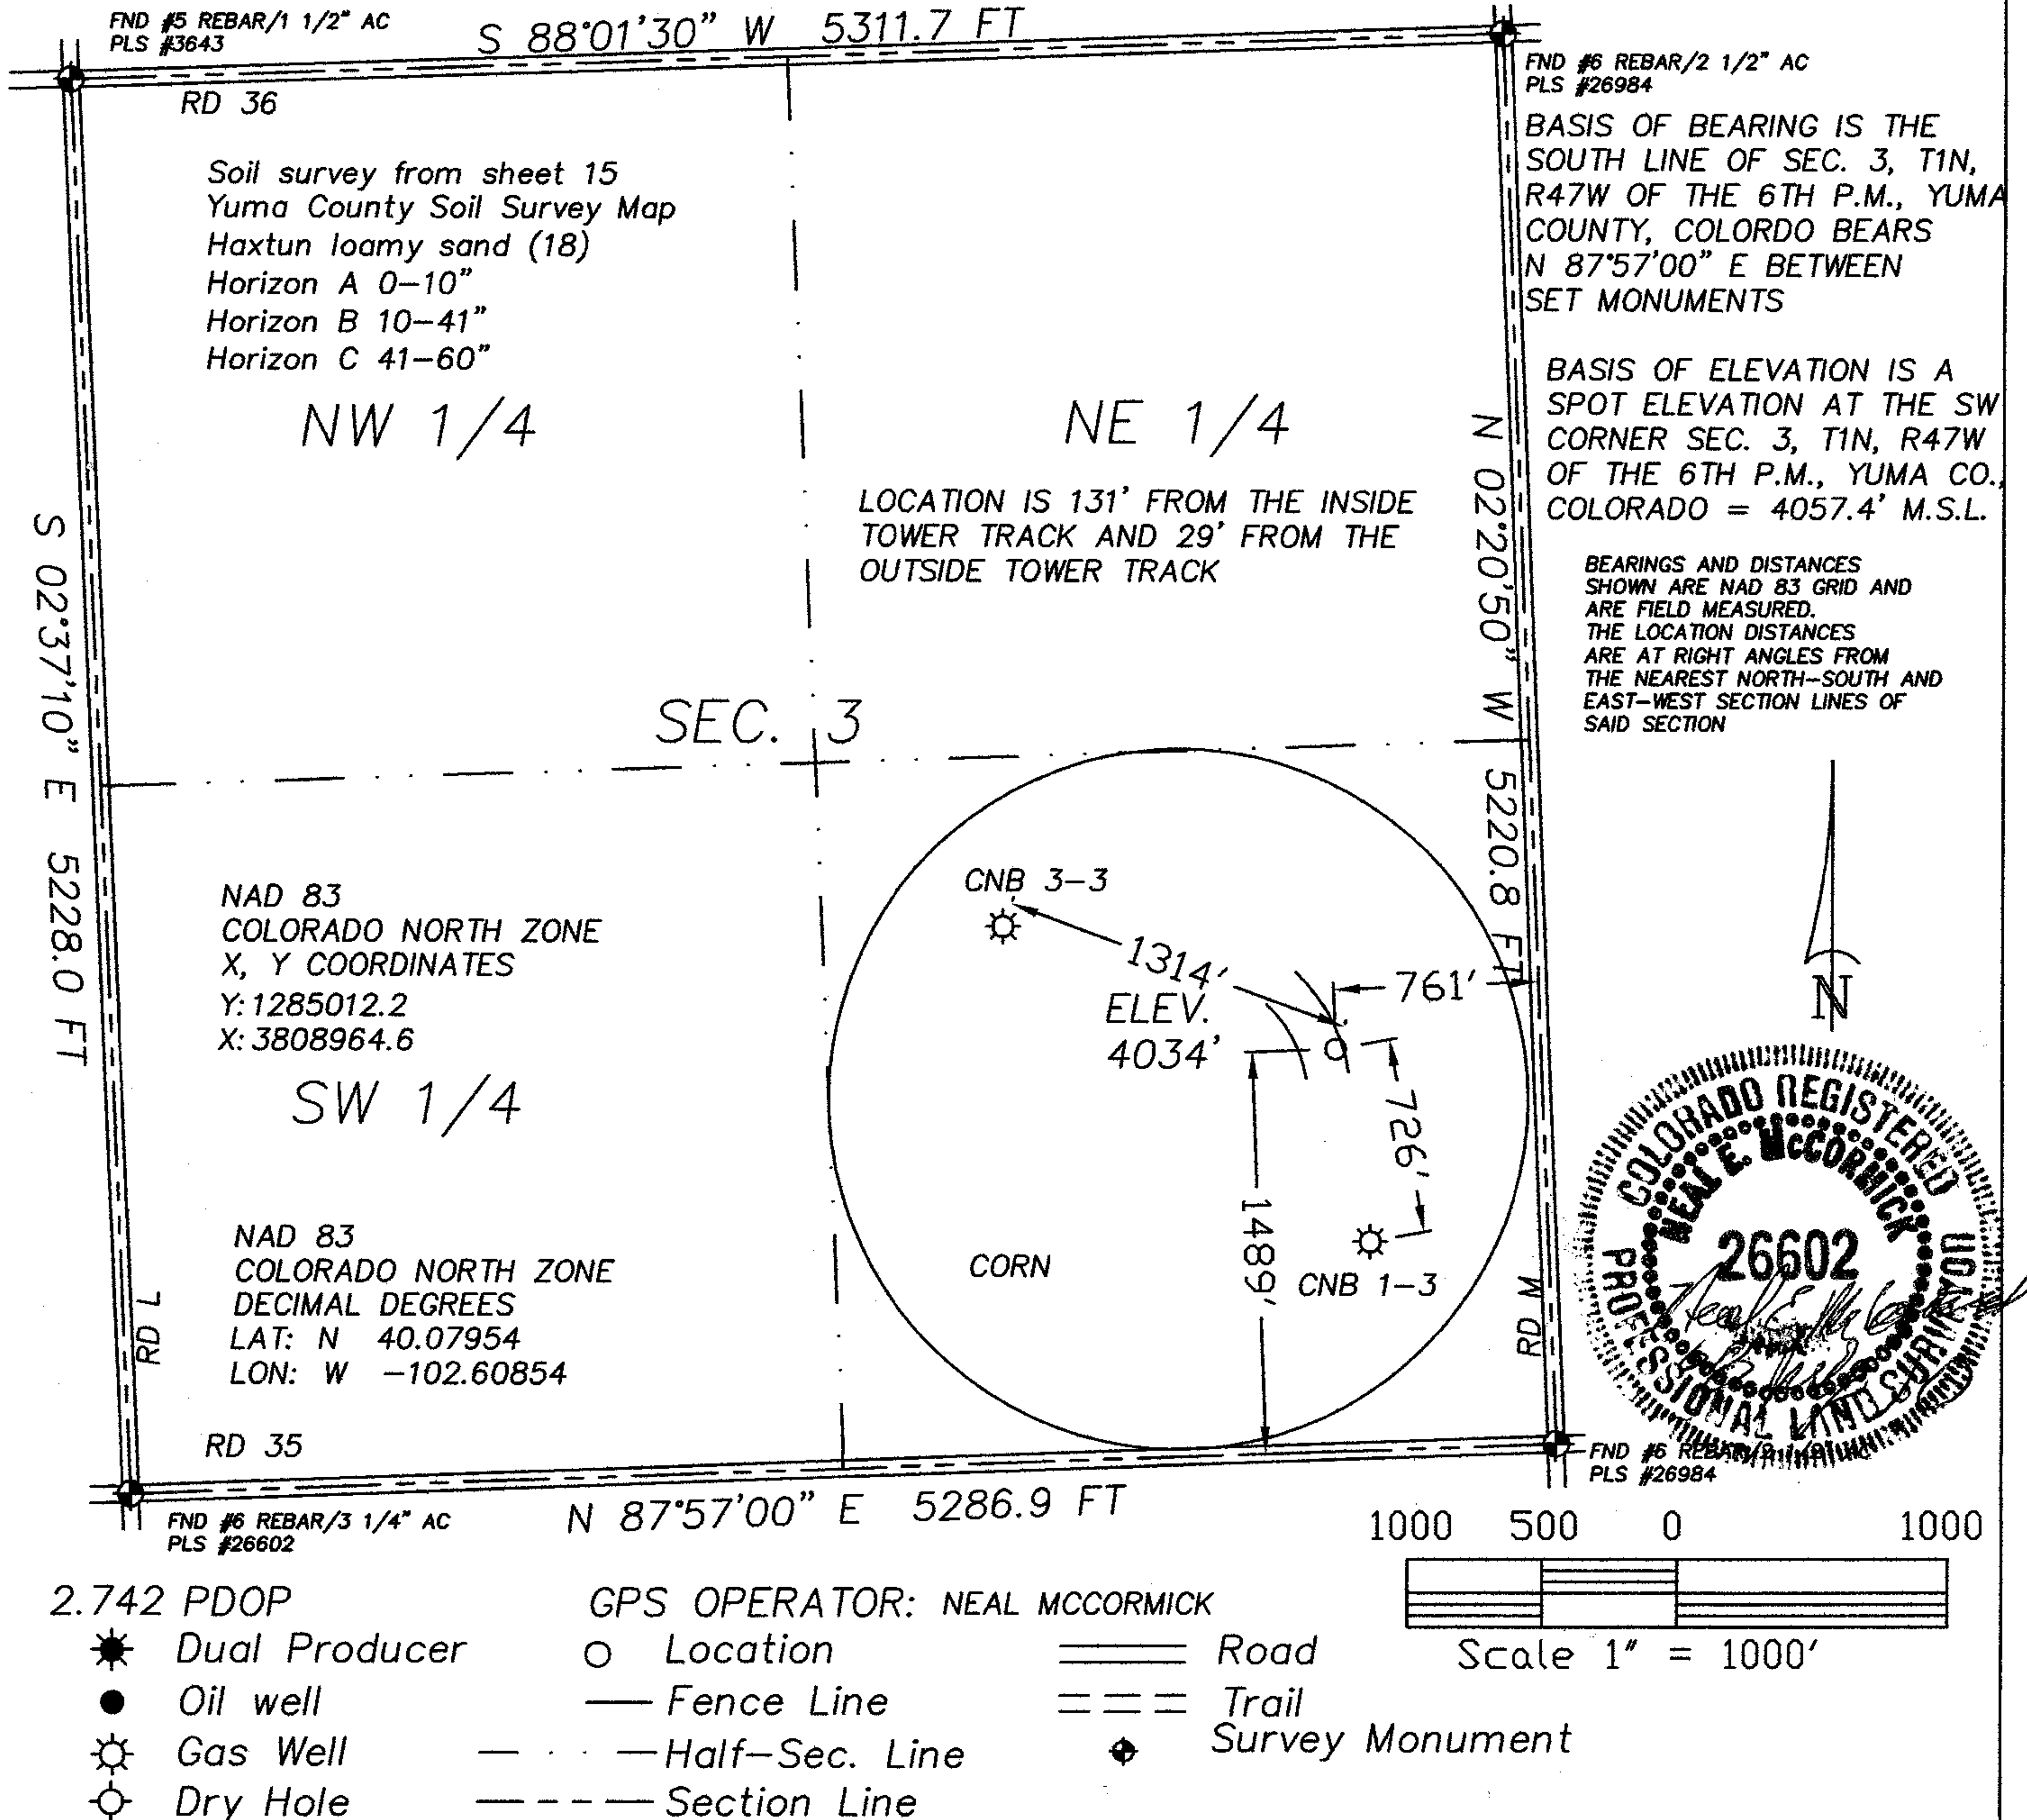 FND #5 REBAR/1 1/2" AC
PLS #3643
S 88°01'30" W 5311.7 FT
FND #6 REBAR/2 1/2" AC
PLS #26984
RD 36
BASIS OF BEARING IS THE
SOUTH LINE OF SEC. 3, T1N,
R47W OF THE 6TH P.M., YUMA
COUNTY, COLORDO BEARS
N 87°57'00" E BETWEEN
SET MONUMENTS
Soil survey from sheet 15
Yuma County Soil Survey Map
Haxtun loamy sand (18)
Horizon A 0-10"
Horizon B 10-41"
Horizon C 41-60"
NW 1/4
NE 1/4
BASIS OF ELEVATION IS A
SPOT ELEVATION AT THE SW
CORNER SEC. 3, T1N, R47W
OF THE 6TH P.M., YUMA CO.,
COLORADO = 4057.4' M.S.L.
LOCATION IS 131' FROM THE INSIDE
TOWER TRACK AND 29' FROM THE
OUTSIDE TOWER TRACK
N 02°20'50" W 5220.8 FT
S 02°37'10" E 5228.0 FT
BEARINGS AND DISTANCES
SHOWN ARE NAD 83 GRID AND
ARE FIELD MEASURED.
THE LOCATION DISTANCES
ARE AT RIGHT ANGLES FROM
THE NEAREST NORTH-SOUTH AND
EAST-WEST SECTION LINES OF
SAID SECTION
SEC. 3
NAD 83
COLORADO NORTH ZONE
X, Y COORDINATES
Y: 1285012.2
X: 3808964.6
SW 1/4
CNB 3-3
1314'
761'
ELEV.
4034'
726'
1489'
CNB 1-3
CORN
N
COLORADO REGISTERED
NEAL E. McCORMICK
26602
PROFESSIONAL LAND SURVEYOR
NAD 83
COLORADO NORTH ZONE
DECIMAL DEGREES
LAT: N 40.07954
LON: W -102.60854
RD L
RD M
RD 35
FND #6 REBAR/3 1/4" AC
PLS #26602
N 87°57'00" E 5286.9 FT
FND #6 REBAR/2
PLS #26984
1000 500 0 1000
Scale 1" = 1000'
2.742 PDOP
GPS OPERATOR: NEAL MCCORMICK
Dual Producer
Location
Road
Oil well
Fence Line
Trail
Gas Well
Half-Sec. Line
Survey Monument
Dry Hole
Section Line